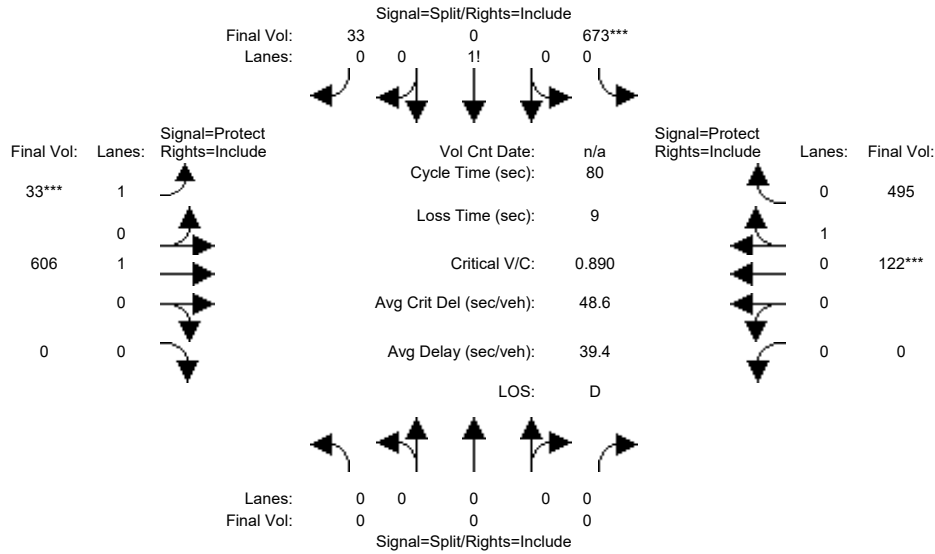 Signal=Split/Rights=Include
Final Vol: 33 0 673***
Lanes: 0 0 1! 0 0
Signal=Protect Signal=Protect
Final Vol: Lanes: Rights=Include Vol Cnt Date: n/a Rights=Include Lanes: Final Vol:
Cycle Time (sec): 80
33*** 1 0 495
Loss Time (sec): 9
0 1
606 1 Critical V/C: 0.890 0 122***
0 Avg Crit Del (sec/veh): 48.6 0
0 0 Avg Delay (sec/veh): 39.4 0 0
LOS: D
Lanes: 0 0 0 0 0
Final Vol: 0 0 0
Signal=Split/Rights=Include